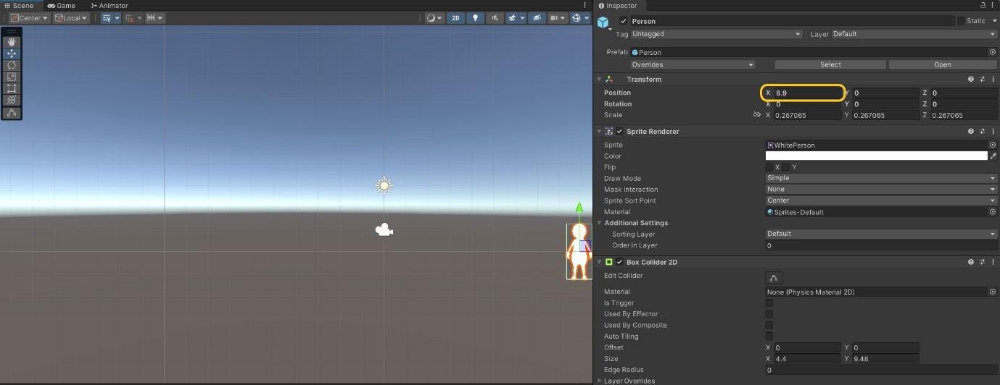 Scene Game Animator
Center Local 2D
Inspector
Person Static
Tag Untagged Layer Default
Prefab Person
Overrides Select Open
Transform
Position X 8.9 Y 0 Z 0
Rotation X 0 Y 0 Z 0
Scale X 0.267065 Y 0.267065 Z 0.267065
Sprite Renderer
Sprite WhitePerson
Color
Flip X Y
Draw Mode Simple
Mask Interaction None
Sprite Sort Point Center
Material Sprites-Default
Additional Settings
Sorting Layer Default
Order in Layer 0
Box Collider 2D
Edit Collider
Material None (Physics Material 2D)
Is Trigger
Used By Effector
Used By Composite
Auto Tiling
Offset X 0 Y 0
Size X 4.4 Y 9.48
Edge Radius 0
Layer Overrides